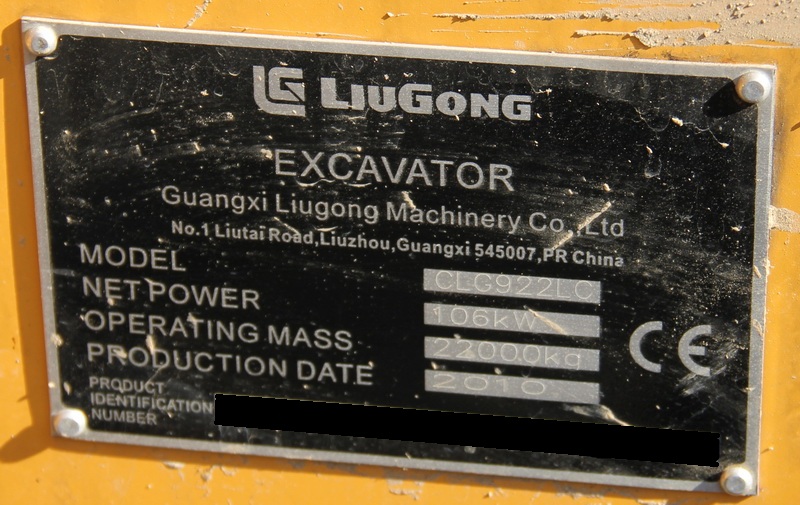 LG LIUGONG
EXCAVATOR
Guangxi Liugong Machinery Co.,Ltd
No.1 Liutai Road,Liuzhou,Guangxi 545007,PR China
MODEL CLG922LC
NET POWER 106kW
OPERATING MASS 22000kg
PRODUCTION DATE 2010
CE
PRODUCT
IDENTIFICATION
NUMBER